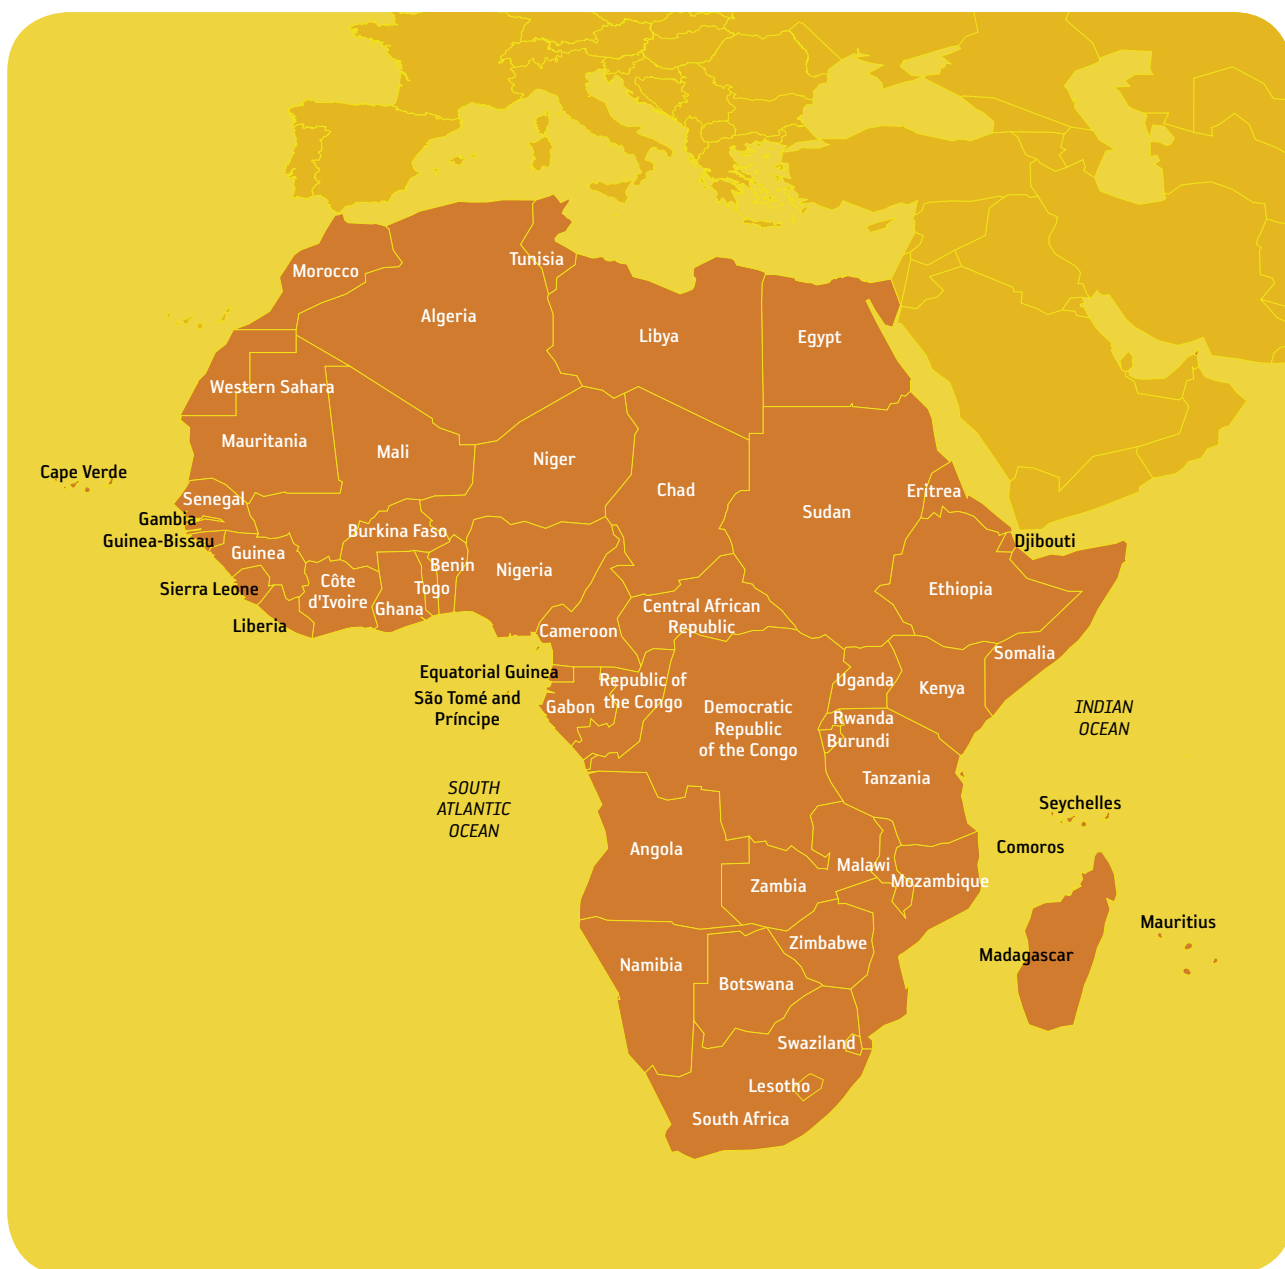 Tunisia
Morocco
Algeria
Libya
Egypt
Western Sahara
Mauritania
Mali
Niger
Cape Verde
Chad
Eritrea
Senegal
Sudan
Gambia
Burkina Faso
Guinea-Bissau
Djibouti
Guinea
Benin
Nigeria
Côte
d'Ivoire
Togo
Sierra Leone
Ethiopia
Ghana
Central African
Republic
Liberia
Cameroon
Somalia
Equatorial Guinea
Republic of
the Congo
Uganda
Kenya
São Tomé and
Príncipe
Gabon
Democratic
Republic
of the Congo
Rwanda
Burundi
INDIAN
OCEAN
Tanzania
SOUTH
ATLANTIC
OCEAN
Seychelles
Comoros
Angola
Malawi
Zambia
Mozambique
Mauritius
Zimbabwe
Madagascar
Namibia
Botswana
Swaziland
Lesotho
South Africa